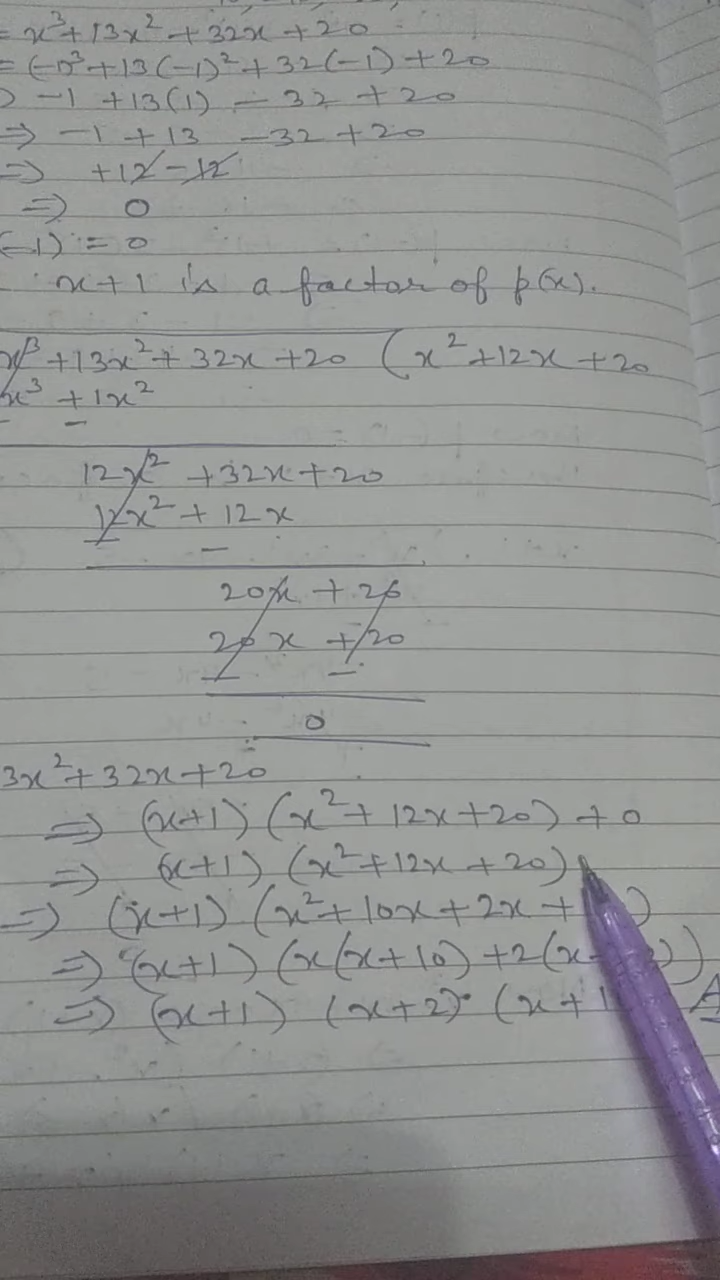 = x³+13x²+32x+20
= (-1)³+13(-1)²+32(-1)+20
⇒ -1 +13(1) - 32 +20
⇒ -1 + 13 -32+20
⇒ +12-12
⇒ 0
(-1) = 0
x+1 is a factor of p(x).
x³+13x²+32x+20 (x²+12x+20
x³ +1x²
- -
12x² +32x+20
12x²+ 12x
- -
20x + 20
20x + 20
- -
0
3x²+32x+20
⇒ (x+1) (x²+12x+20) + 0
⇒ (x+1) (x²+12x+20)
⇒ (x+1) (x²+10x+2x+ )
⇒ (x+1) (x(x+10) +2(x )
⇒ (x+1) (x+2) (x+1